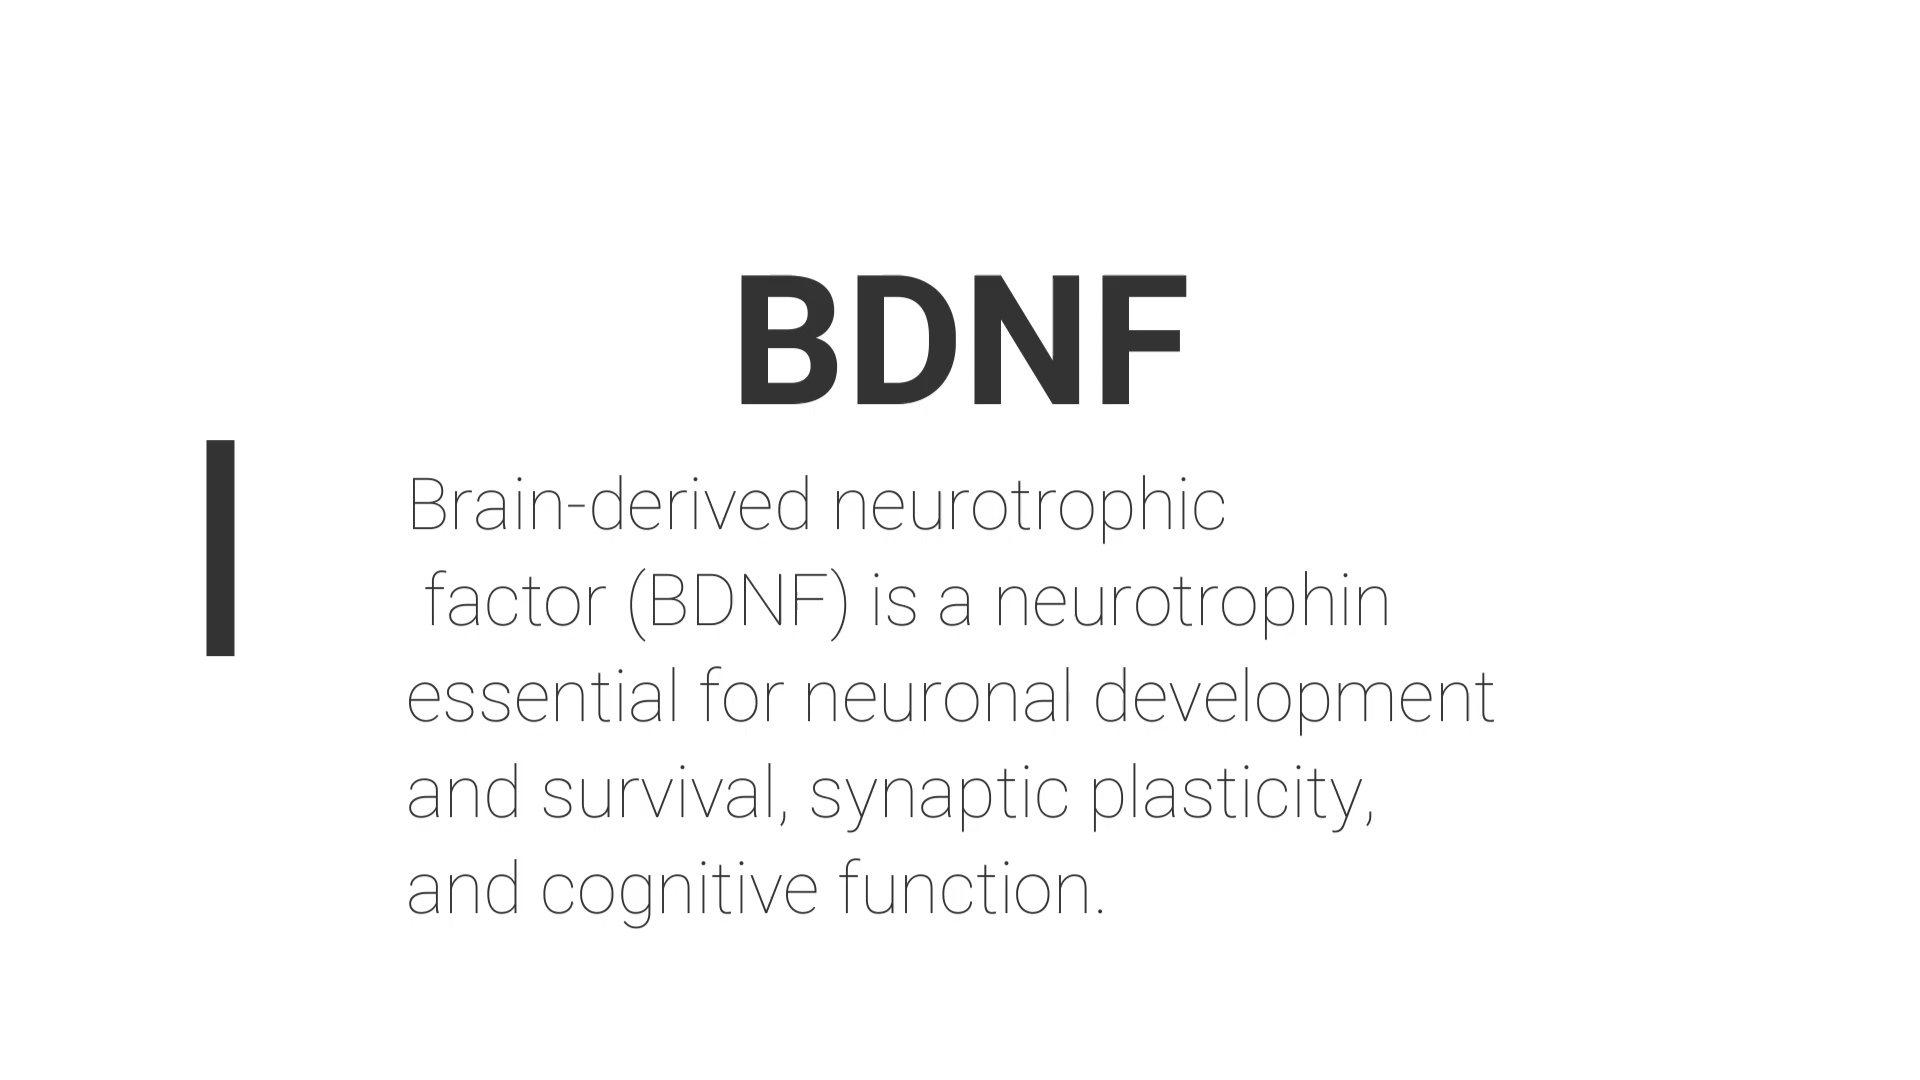 BDNF
Brain-derived neurotrophic
factor (BDNF) is a neurotrophin
essential for neuronal development
and survival, synaptic plasticity,
and cognitive function.